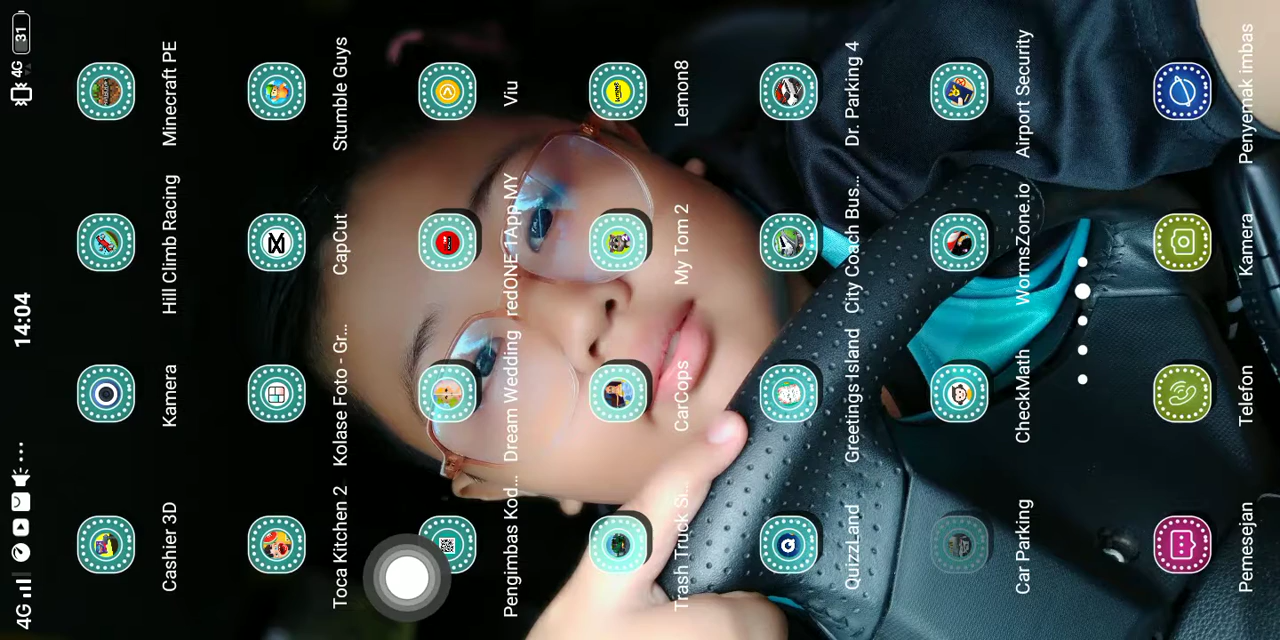 4G 14:04 4G 31
Cashier 3D Kamera Hill Climb Racing Minecraft PE
Toca Kitchen 2 Kolase Foto - Gr... CapCut Stumble Guys
Pengimbas Kod... Dream Wedding redONE 1App MY Viu
Trash Truck Si... CarCops My Tom 2 Lemon8
QuizzLand Greetings Island City Coach Bus... Dr. Parking 4
Car Parking CheckMath WormsZone.io Airport Security
Pemesejan Telefon Kamera Penyemak imbas